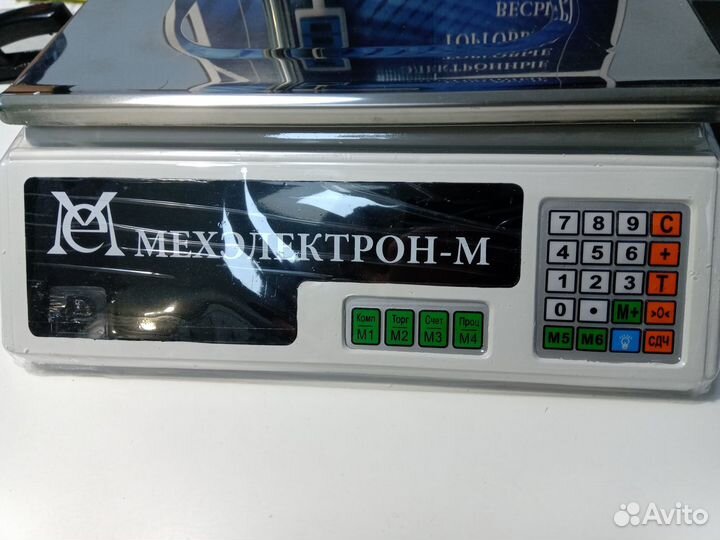 МЕХЭЛЕКТРОН-М
7 8 9 C
4 5 6 +
1 2 3 T
0 • M+ >0<
M5 M6 СДЧ
Комп Торг Счет Проц
M1 M2 M3 M4
Avito